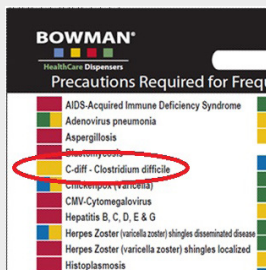 BOWMAN®
HealthCare Dispensers
Precautions Required for Freq
AIDS-Acquired Immune Deficiency Syndrome
Adenovirus pneumonia
Aspergillosis
Blastomycosis
C-diff - Clostridium difficile
Chickenpox (varicella)
CMV-Cytomegalovirus
Hepatitis B, C, D, E & G
Herpes Zoster (varicella zoster) shingles disseminated disease
Herpes Zoster (varicella zoster) shingles localized
Histoplasmosis